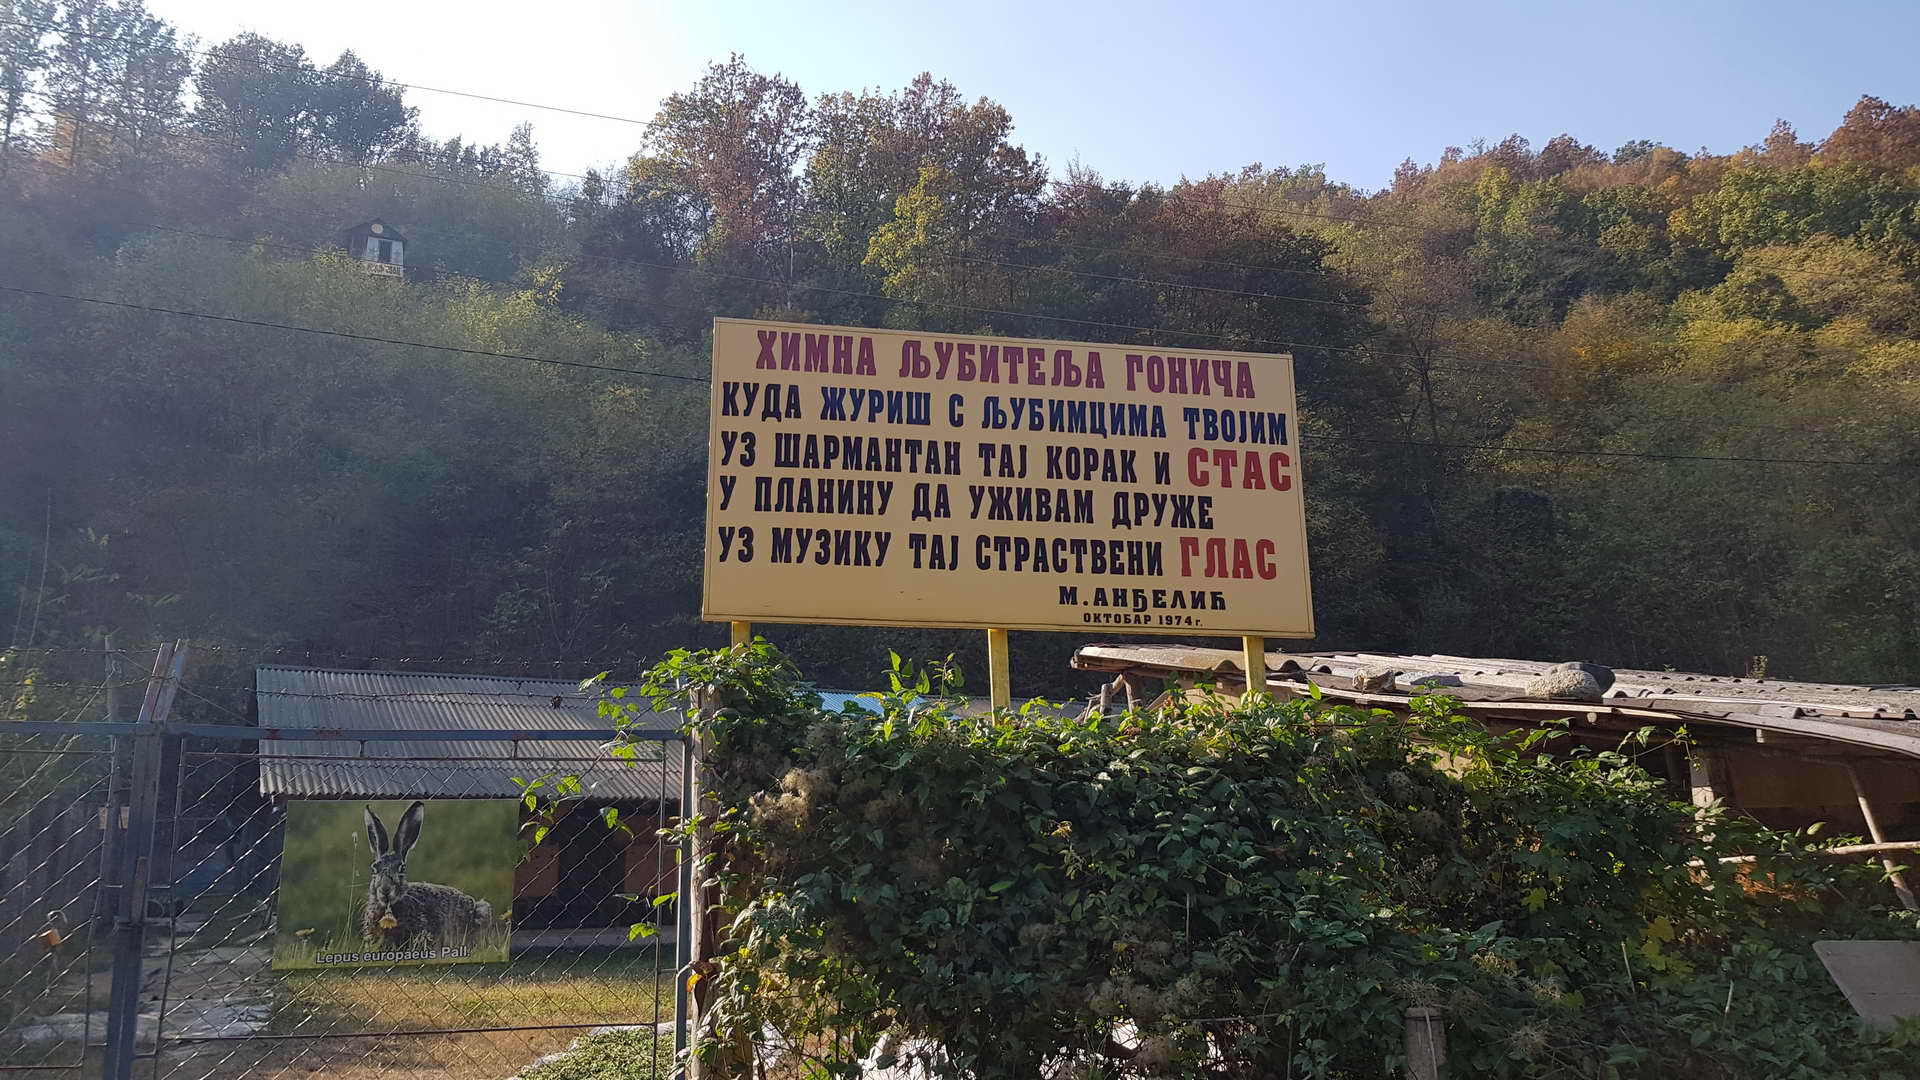 ХИМНА ЉУБИТЕЉА ГОНИЧА
КУДА ЖУРИШ С ЉУБИМЦИМА ТВОЈИМ
УЗ ШАРМАНТАН ТАЈ КОРАК И СТАС
У ПЛАНИНУ ДА УЖИВАМ ДРУЖЕ
УЗ МУЗИКУ ТАЈ СТРАСТВЕНИ ГЛАС
М.АНЂЕЛИЋ
ОКТОБАР 1974 г.
Lepus europaeus Pall.